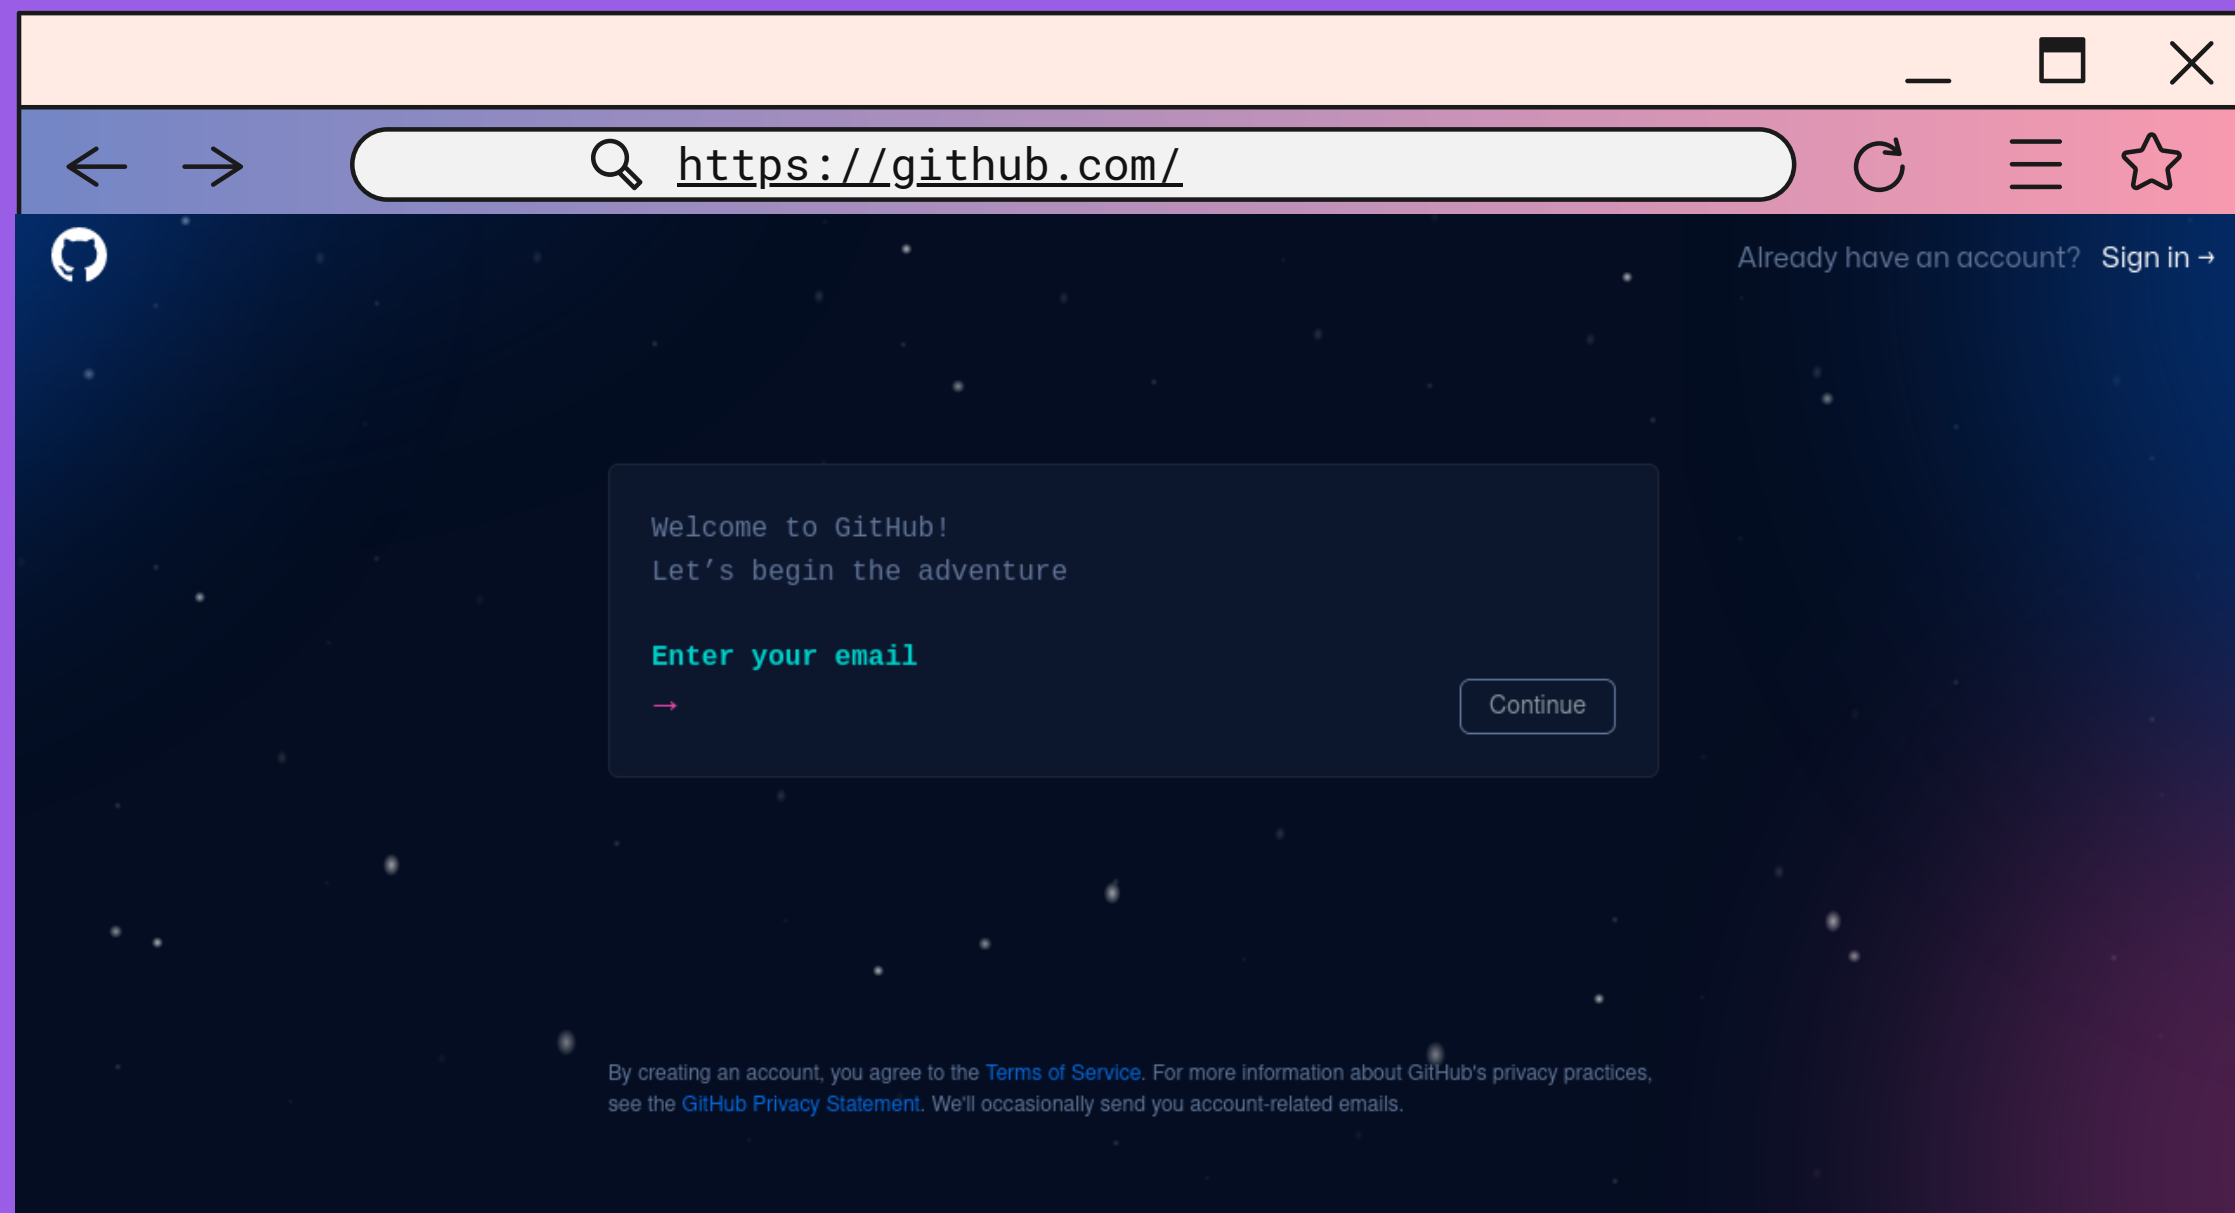 https://github.com/
Already have an account? Sign in →
Welcome to GitHub!
Let’s begin the adventure
Enter your email
→
Continue
By creating an account, you agree to the Terms of Service. For more information about GitHub's privacy practices,
see the GitHub Privacy Statement. We'll occasionally send you account-related emails.